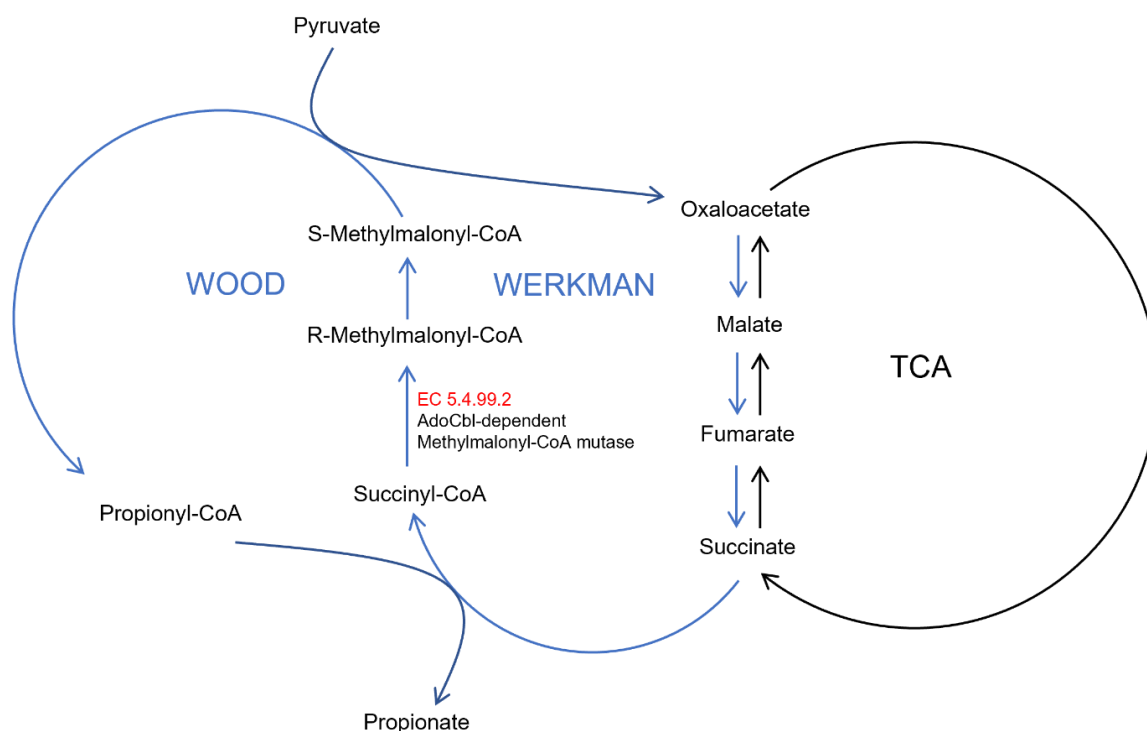 Pyruvate
Oxaloacetate
S-Methylmalonyl-CoA
WOOD
WERKMAN
R-Methylmalonyl-CoA
Malate
TCA
EC 5.4.99.2
AdoCbl-dependent
Methylmalonyl-CoA mutase
Fumarate
Succinyl-CoA
Propionyl-CoA
Succinate
Propionate